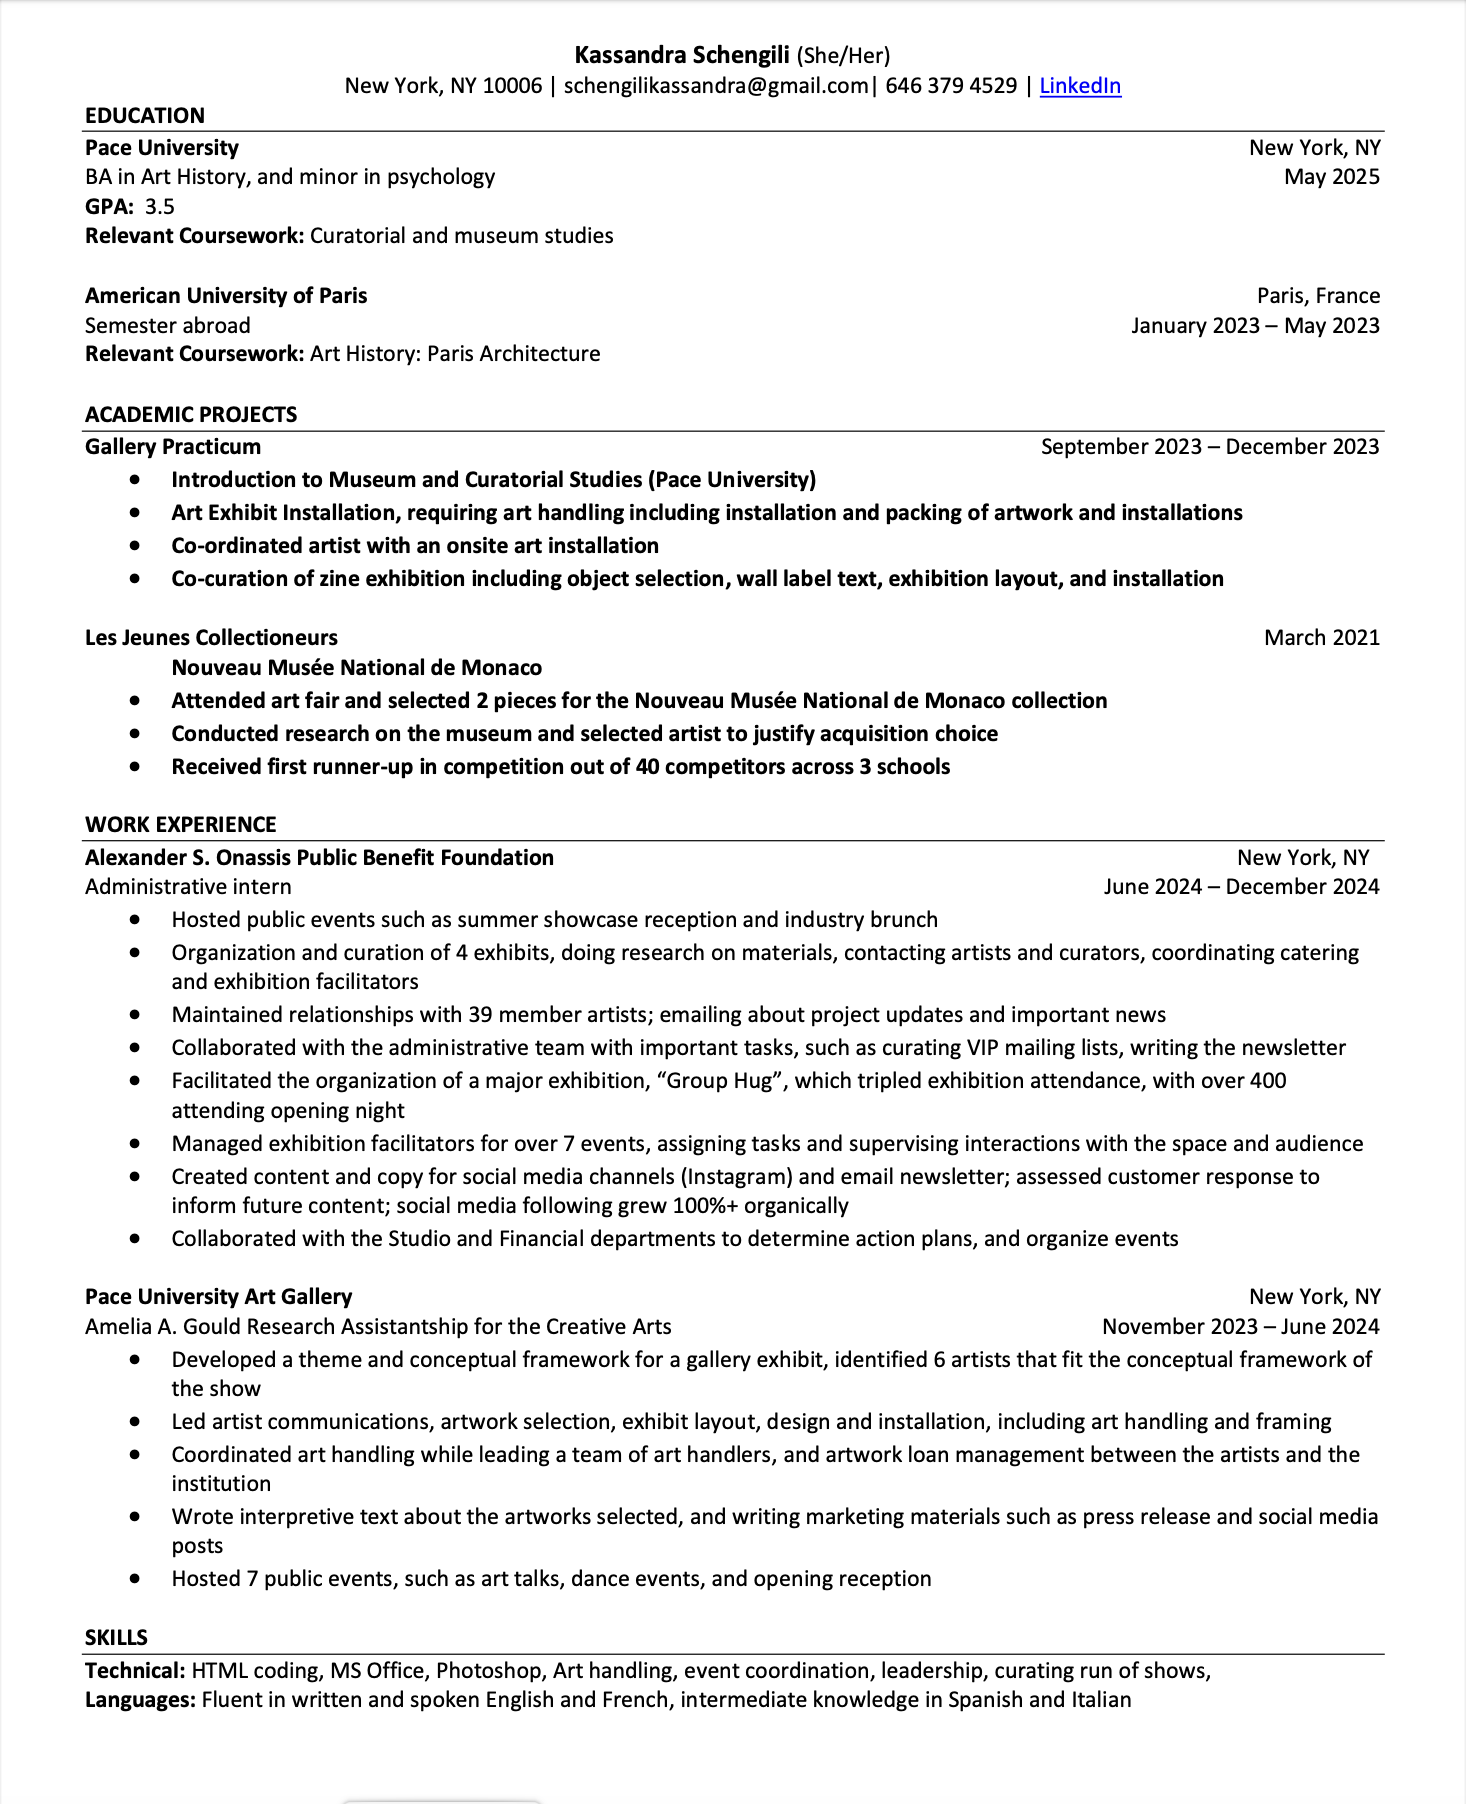 Kassandra Schengili (She/Her)
New York, NY 10006 | schengilikassandra@gmail.com| 646 379 4529 | LinkedIn
EDUCATION
Pace University New York, NY
BA in Art History, and minor in psychology May 2025
GPA: 3.5
Relevant Coursework: Curatorial and museum studies
American University of Paris Paris, France
Semester abroad January 2023 – May 2023
Relevant Coursework: Art History: Paris Architecture
ACADEMIC PROJECTS
Gallery Practicum September 2023 – December 2023
● Introduction to Museum and Curatorial Studies (Pace University)
● Art Exhibit Installation, requiring art handling including installation and packing of artwork and installations
● Co-ordinated artist with an onsite art installation
● Co-curation of zine exhibition including object selection, wall label text, exhibition layout, and installation
Les Jeunes Collectioneurs March 2021
Nouveau Musée National de Monaco
● Attended art fair and selected 2 pieces for the Nouveau Musée National de Monaco collection
● Conducted research on the museum and selected artist to justify acquisition choice
● Received first runner-up in competition out of 40 competitors across 3 schools
WORK EXPERIENCE
Alexander S. Onassis Public Benefit Foundation New York, NY
Administrative intern June 2024 – December 2024
● Hosted public events such as summer showcase reception and industry brunch
● Organization and curation of 4 exhibits, doing research on materials, contacting artists and curators, coordinating catering
and exhibition facilitators
● Maintained relationships with 39 member artists; emailing about project updates and important news
● Collaborated with the administrative team with important tasks, such as curating VIP mailing lists, writing the newsletter
● Facilitated the organization of a major exhibition, “Group Hug”, which tripled exhibition attendance, with over 400
attending opening night
● Managed exhibition facilitators for over 7 events, assigning tasks and supervising interactions with the space and audience
● Created content and copy for social media channels (Instagram) and email newsletter; assessed customer response to
inform future content; social media following grew 100%+ organically
● Collaborated with the Studio and Financial departments to determine action plans, and organize events
Pace University Art Gallery New York, NY
Amelia A. Gould Research Assistantship for the Creative Arts November 2023 – June 2024
● Developed a theme and conceptual framework for a gallery exhibit, identified 6 artists that fit the conceptual framework of
the show
● Led artist communications, artwork selection, exhibit layout, design and installation, including art handling and framing
● Coordinated art handling while leading a team of art handlers, and artwork loan management between the artists and the
institution
● Wrote interpretive text about the artworks selected, and writing marketing materials such as press release and social media
posts
● Hosted 7 public events, such as art talks, dance events, and opening reception
SKILLS
Technical: HTML coding, MS Office, Photoshop, Art handling, event coordination, leadership, curating run of shows,
Languages: Fluent in written and spoken English and French, intermediate knowledge in Spanish and Italian